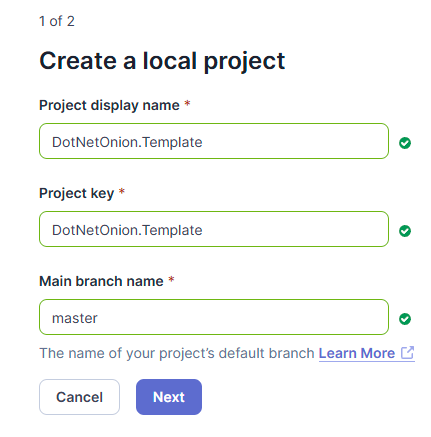 1 of 2
Create a local project
Project display name *
DotNetOnion.Template
Project key *
DotNetOnion.Template
Main branch name *
master
The name of your project’s default branch Learn More
Cancel Next